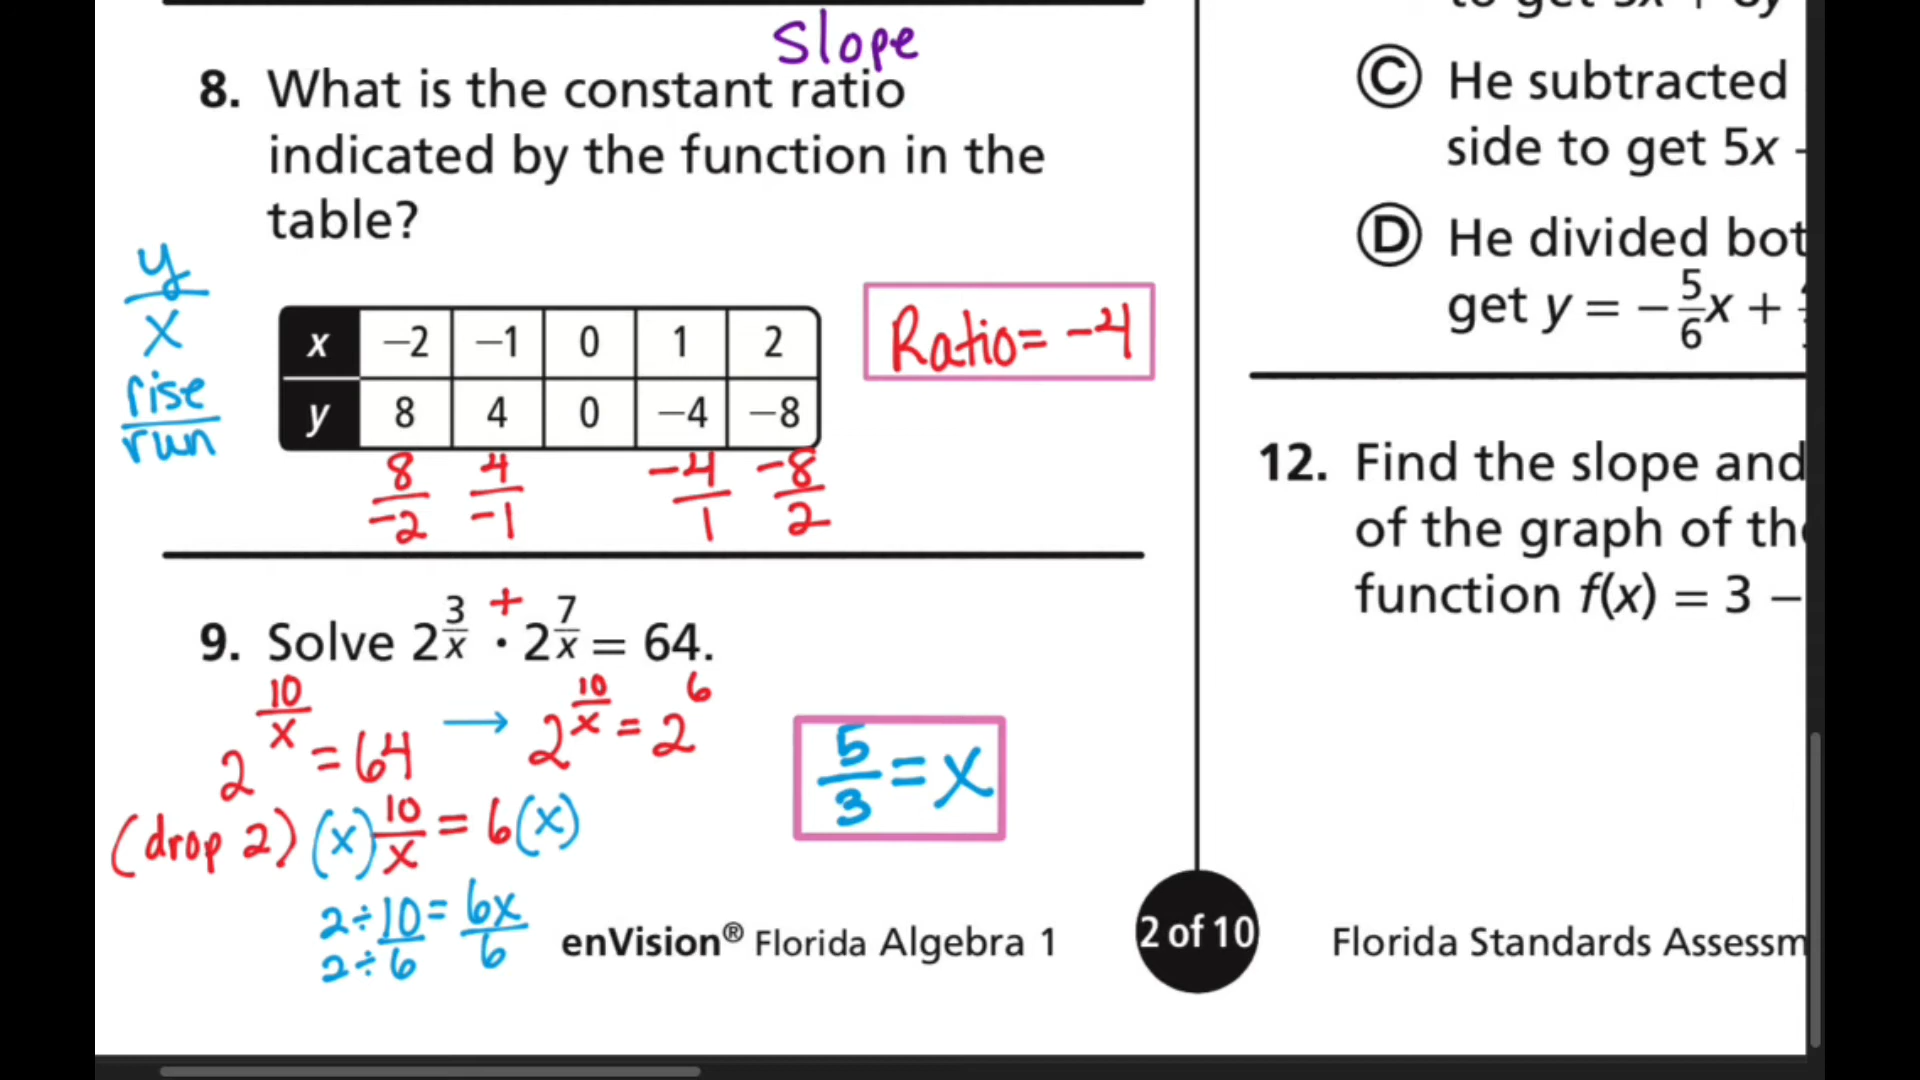 Slope
8. What is the constant ratio
indicated by the function in the
table?
y
x
rise
run
x −2 −1 0 1 2
y 8 4 0 −4 −8
8/-2 4/-1 -4/1 -8/2
Ratio = -4
+
9. Solve 2^(3/x) · 2^(7/x) = 64.
2^(10/x) = 64 → 2^(10/x) = 2^6
(drop 2) (x) 10/x = 6(x)
2÷10 = 6x
2÷6 6
5/3 = x
enVision® Florida Algebra 1
2 of 10
C He subtracted
side to get 5x -
D He divided bot
get y = −5/6x +
12. Find the slope and
of the graph of the
function f(x) = 3 −
Florida Standards Assessm